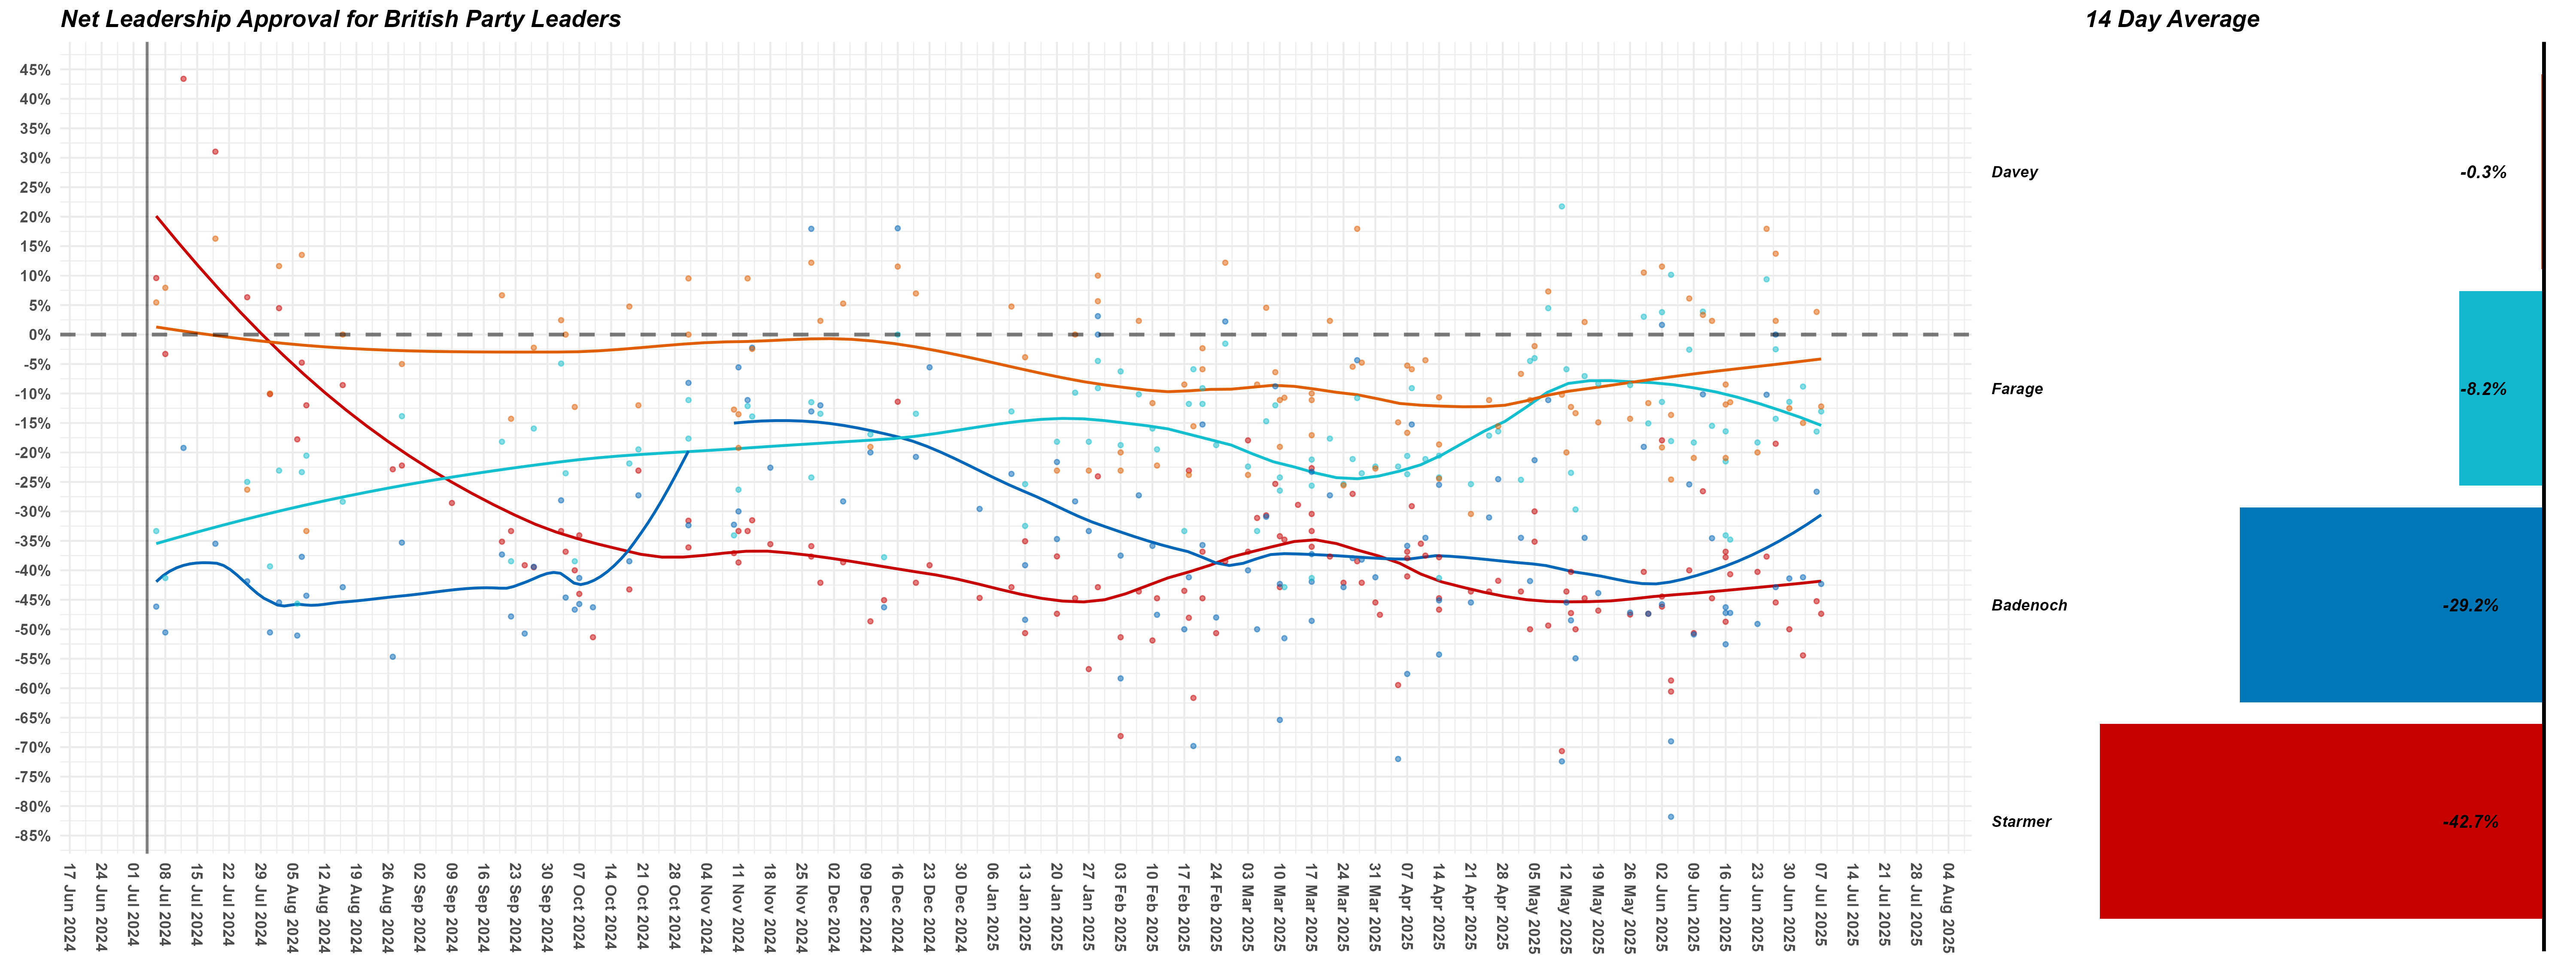 Net Leadership Approval for British Party Leaders
14 Day Average
45%
40%
35%
30%
25%
20%
15%
10%
5%
0%
-5%
-10%
-15%
-20%
-25%
-30%
-35%
-40%
-45%
-50%
-55%
-60%
-65%
-70%
-75%
-80%
-85%
17 Jun 2024
24 Jun 2024
01 Jul 2024
08 Jul 2024
15 Jul 2024
22 Jul 2024
29 Jul 2024
05 Aug 2024
12 Aug 2024
19 Aug 2024
26 Aug 2024
02 Sep 2024
09 Sep 2024
16 Sep 2024
23 Sep 2024
30 Sep 2024
07 Oct 2024
14 Oct 2024
21 Oct 2024
28 Oct 2024
04 Nov 2024
11 Nov 2024
18 Nov 2024
25 Nov 2024
02 Dec 2024
09 Dec 2024
16 Dec 2024
23 Dec 2024
30 Dec 2024
06 Jan 2025
13 Jan 2025
20 Jan 2025
27 Jan 2025
03 Feb 2025
10 Feb 2025
17 Feb 2025
24 Feb 2025
03 Mar 2025
10 Mar 2025
17 Mar 2025
24 Mar 2025
31 Mar 2025
07 Apr 2025
14 Apr 2025
21 Apr 2025
28 Apr 2025
05 May 2025
12 May 2025
19 May 2025
26 May 2025
02 Jun 2025
09 Jun 2025
16 Jun 2025
23 Jun 2025
30 Jun 2025
07 Jul 2025
14 Jul 2025
21 Jul 2025
28 Jul 2025
04 Aug 2025
Davey
-0.3%
Farage
-8.2%
Badenoch
-29.2%
Starmer
-42.7%